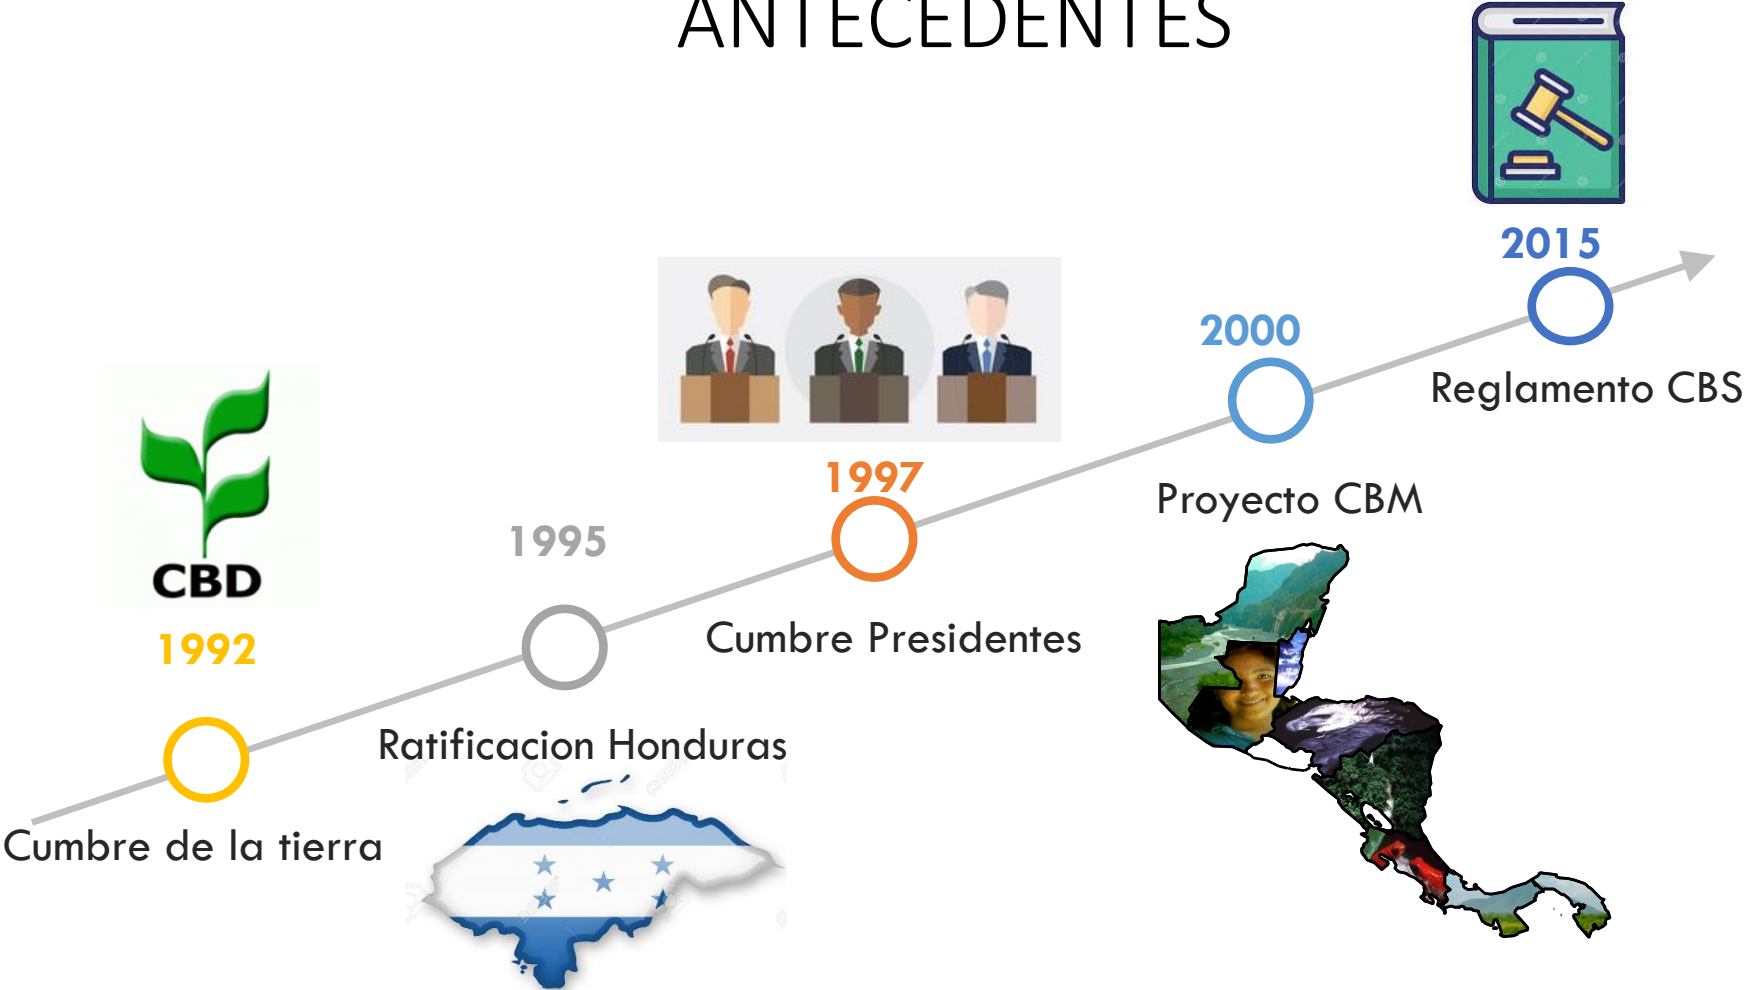 ANTECEDENTES
CBD
1992
Cumbre de la tierra
1995
Ratificacion Honduras
1997
Cumbre Presidentes
2000
Proyecto CBM
2015
Reglamento CBS